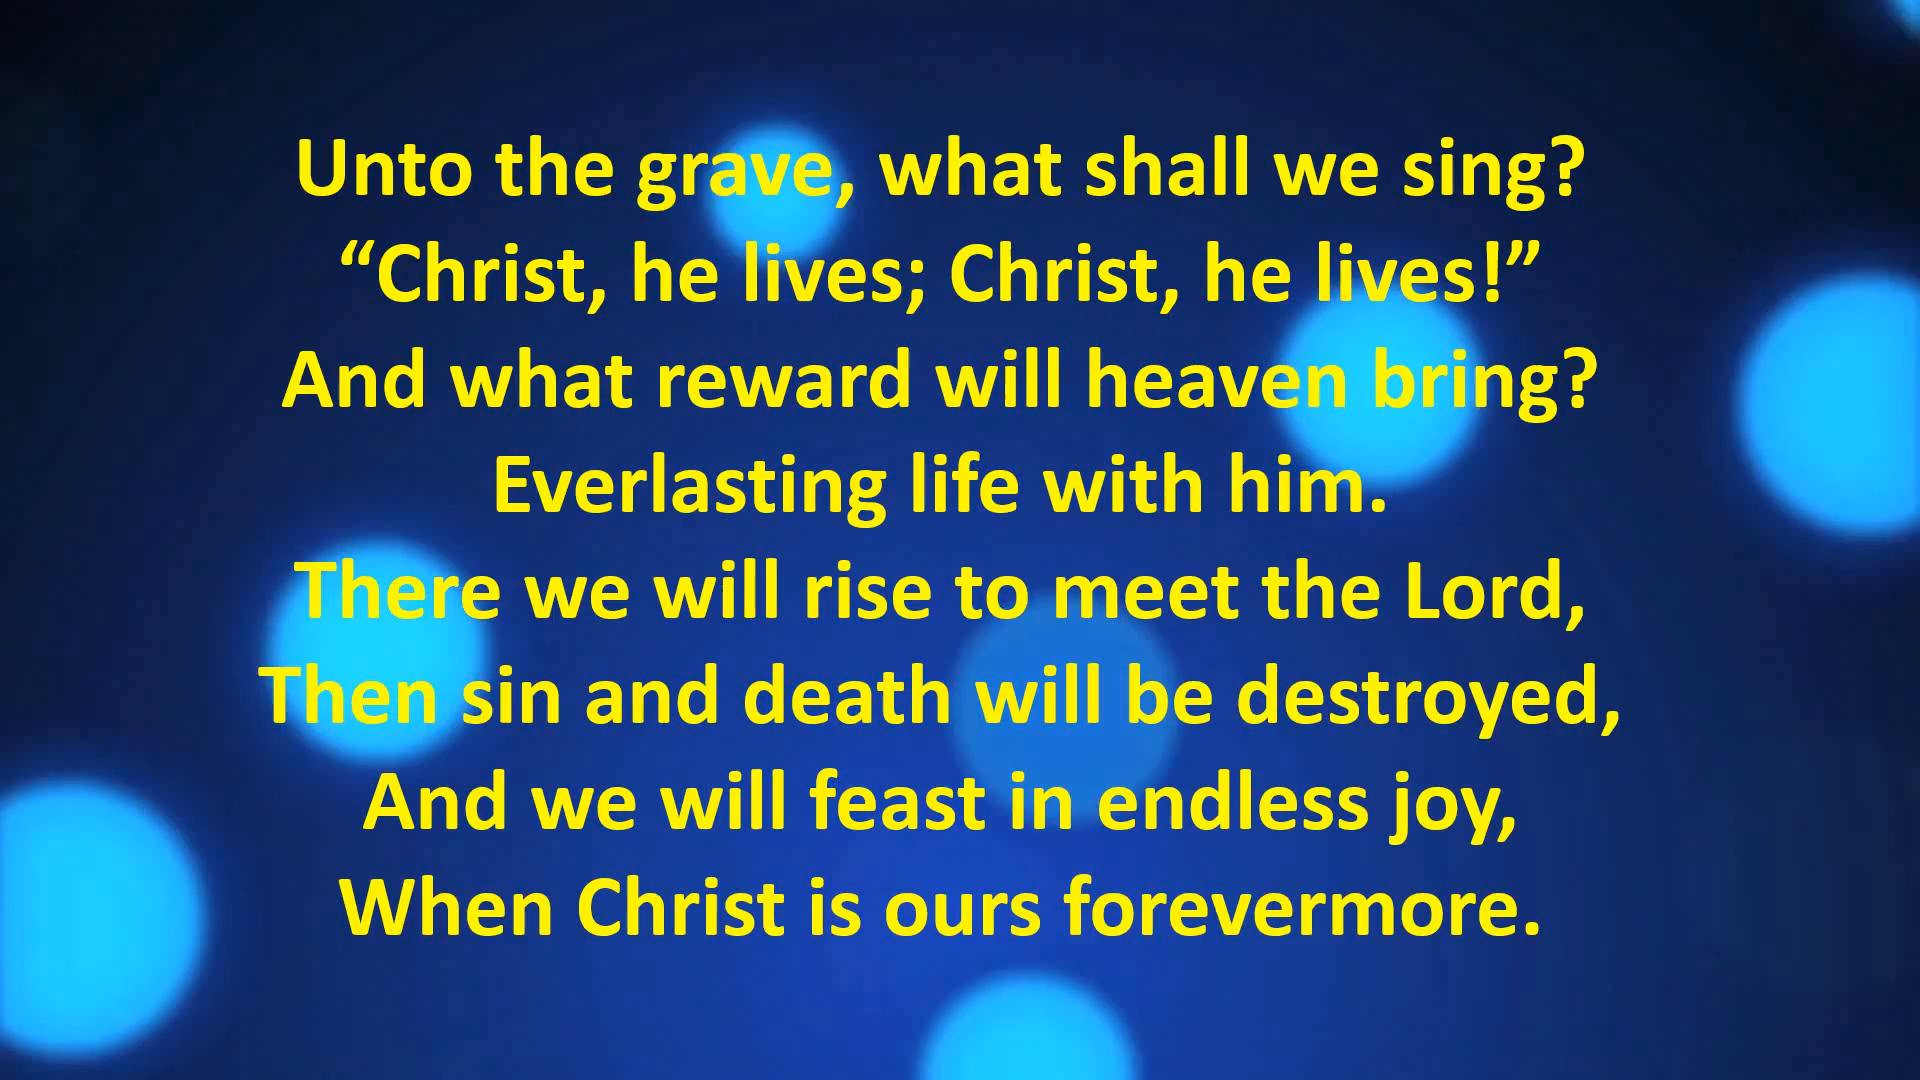 Unto the grave, what shall we sing?
“Christ, he lives; Christ, he lives!”
And what reward will heaven bring?
Everlasting life with him.
There we will rise to meet the Lord,
Then sin and death will be destroyed,
And we will feast in endless joy,
When Christ is ours forevermore.